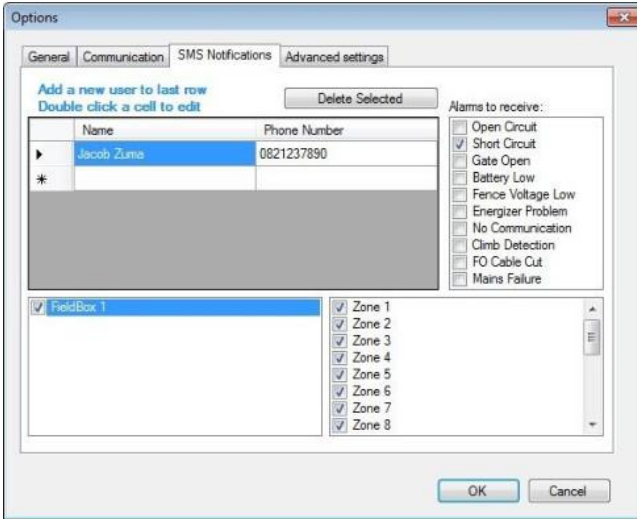 Options
General Communication SMS Notifications Advanced settings
Add a new user to last row
Double click a cell to edit
Delete Selected
Alarms to receive:
Name Phone Number
Jacob Zuma 0821237890
Open Circuit
Short Circuit
Gate Open
Battery Low
Fence Voltage Low
Energizer Problem
No Communication
Climb Detection
FO Cable Cut
Mains Failure
FieldBox 1
Zone 1
Zone 2
Zone 3
Zone 4
Zone 5
Zone 6
Zone 7
Zone 8
OK Cancel